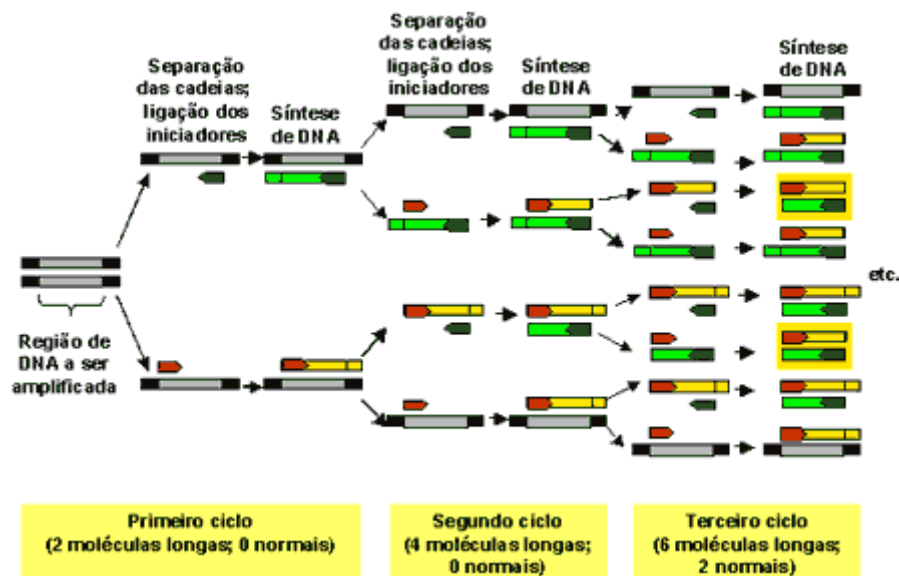 Separação
das cadeias;
ligação dos
iniciadores
Síntese
de DNA
Separação
das cadeias;
ligação dos
iniciadores
Síntese
de DNA
Síntese
de DNA
Região de
DNA a ser
amplificada
etc.
Primeiro ciclo
(2 moléculas longas; 0 normais)
Segundo ciclo
(4 moléculas longas;
0 normais)
Terceiro ciclo
(6 moléculas longas;
2 normais)